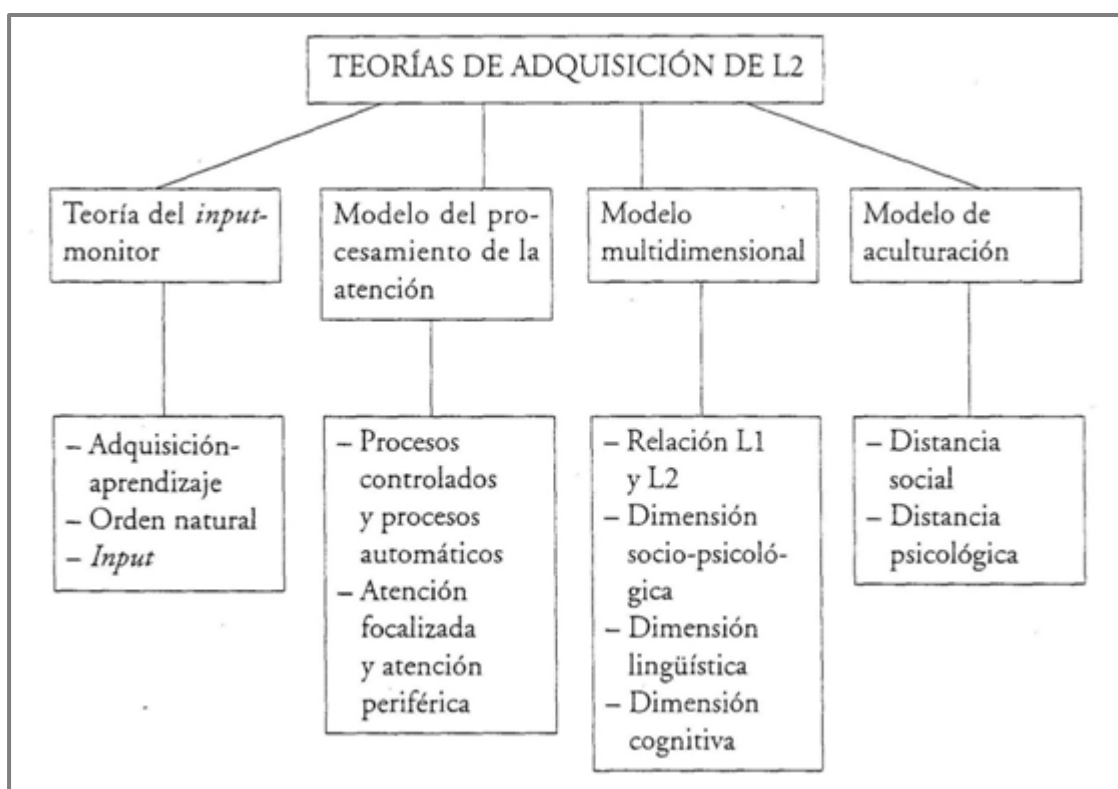 TEORÍAS DE ADQUISICIÓN DE L2
Teoría del input-
monitor
Modelo del pro-
cesamiento de la
atención
Modelo
multidimensional
Modelo de
aculturación
– Adquisición-
aprendizaje
– Orden natural
– Input
– Procesos
controlados
y procesos
automáticos
– Atención
focalizada
y atención
periférica
– Relación L1
y L2
– Dimensión
socio-psicoló-
gica
– Dimensión
lingüística
– Dimensión
cognitiva
– Distancia
social
– Distancia
psicológica